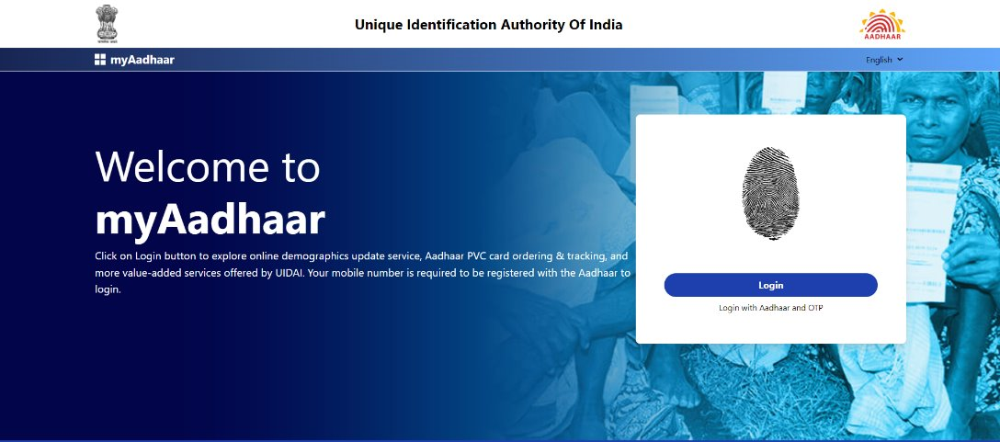 Unique Identification Authority Of India
AADHAAR
myAadhaar
English
Welcome to
myAadhaar
Click on Login button to explore online demographics update service, Aadhaar PVC card ordering & tracking, and
more value-added services offered by UIDAI. Your mobile number is required to be registered with the Aadhaar to
login.
Login
Login with Aadhaar and OTP